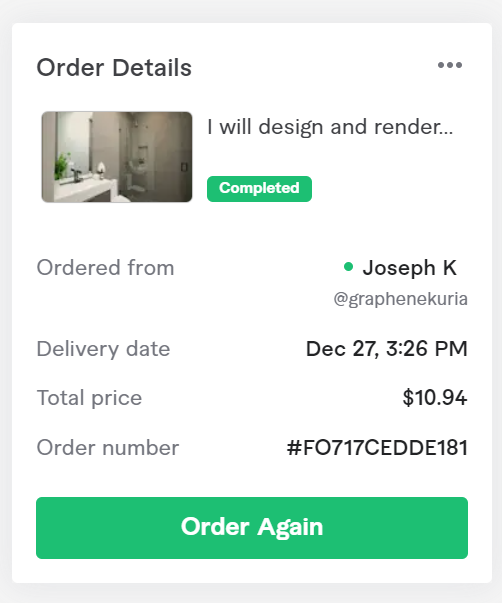 Order Details
I will design and render...
Completed
Ordered from
Joseph K
@graphenekuria
Delivery date
Dec 27, 3:26 PM
Total price
$10.94
Order number
#FO717CEDDE181
Order Again